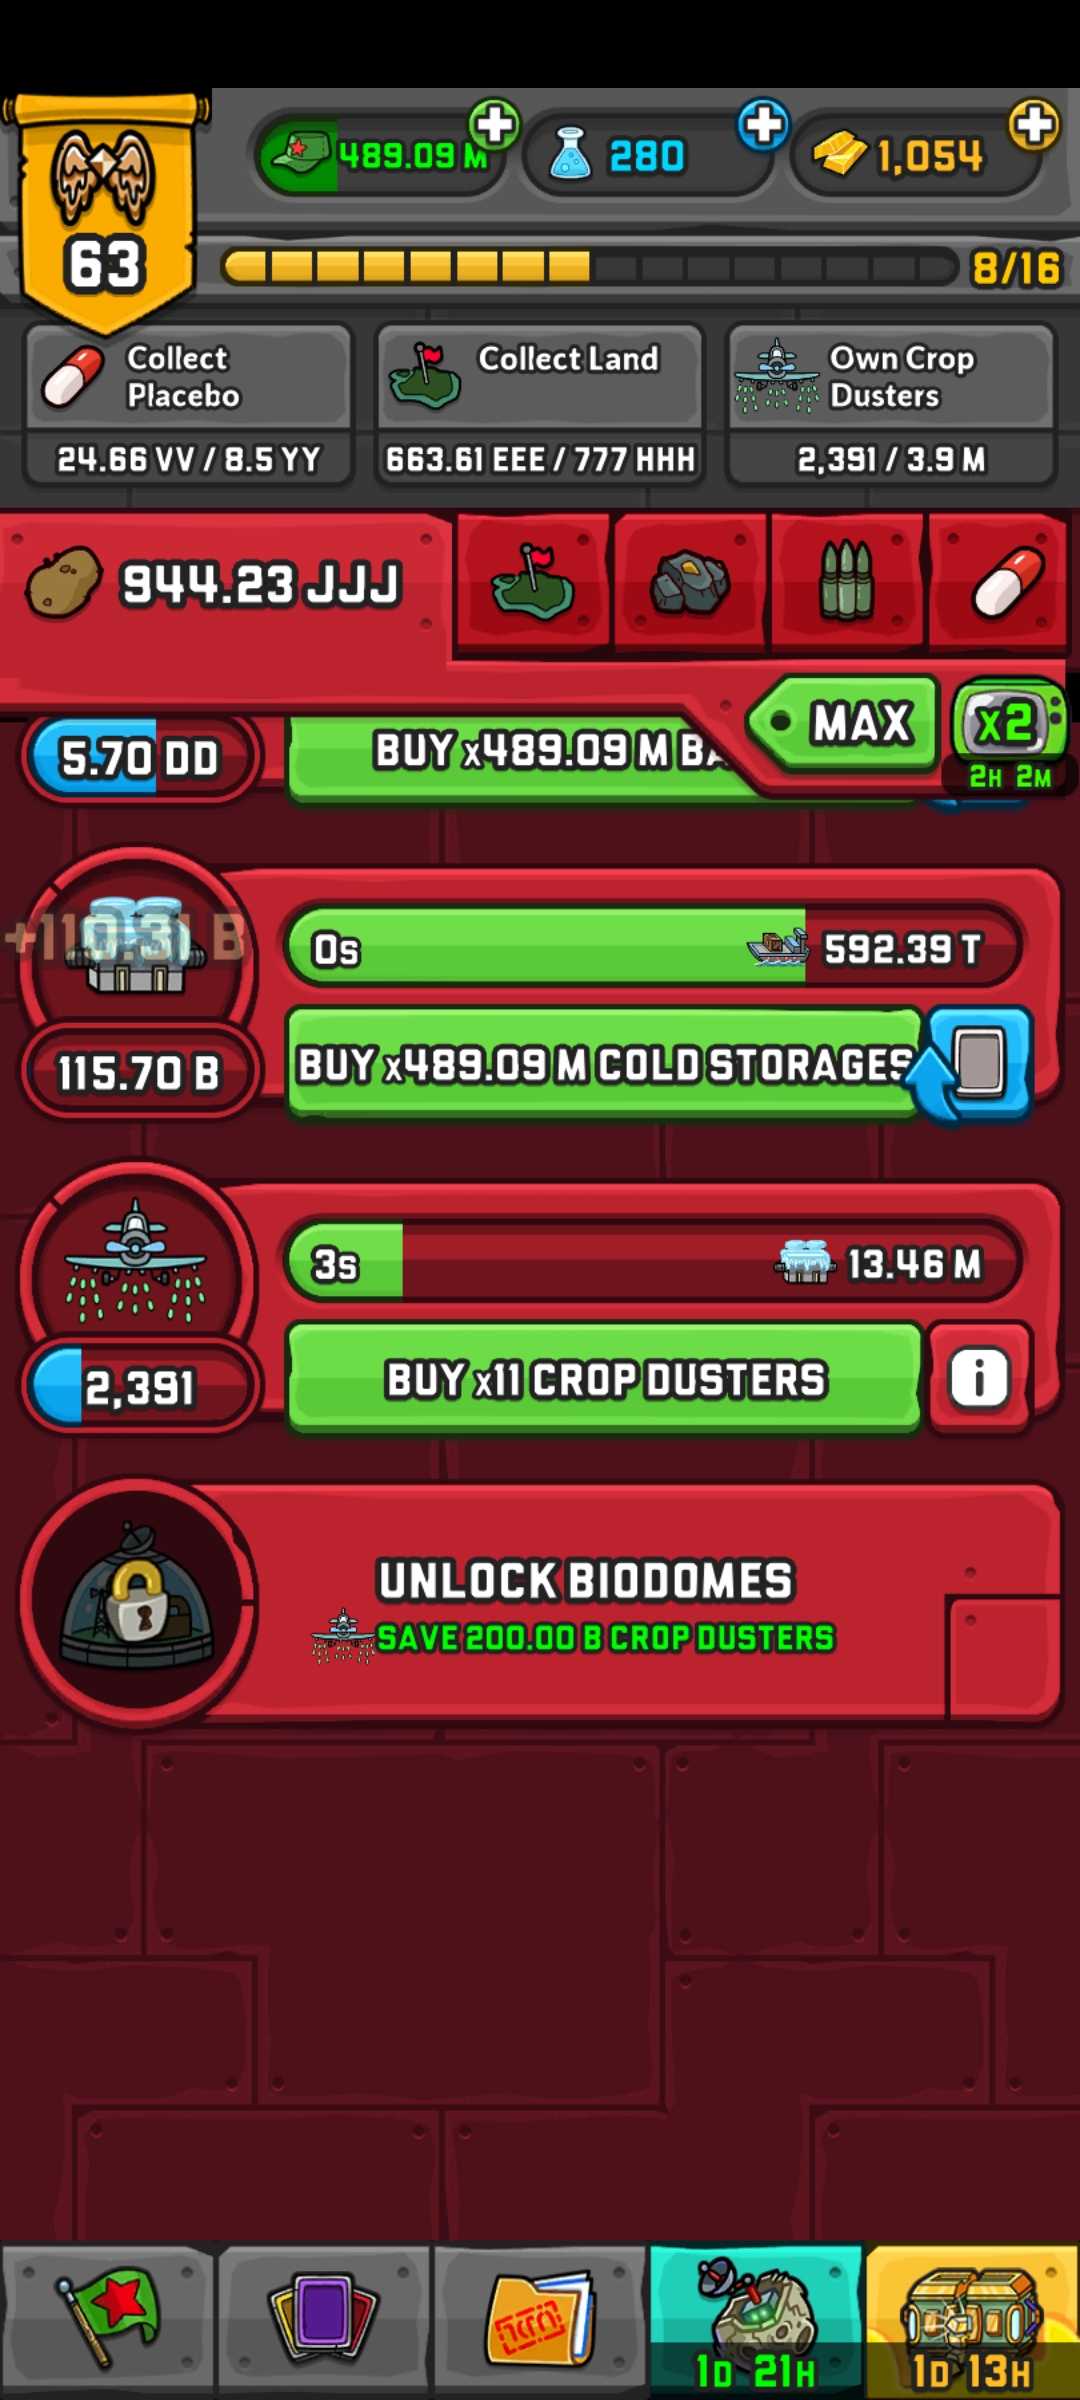 489.09 M
280
1,054
63
8/16
Collect
Placebo
24.66 VV / 8.5 YY
Collect Land
663.61 EEE / 777 HHH
Own Crop
Dusters
2,391 / 3.9 M
944.23 JJJ
MAX
X2
2H 2M
5.70 DD
BUY x489.09 M BA
+110.31 B
0s
592.39 T
115.70 B
BUY x489.09 M COLD STORAGES
3s
13.46 M
2,391
BUY x11 CROP DUSTERS
i
UNLOCK BIODOMES
SAVE 200.00 B CROP DUSTERS
1D 21H
1D 13H